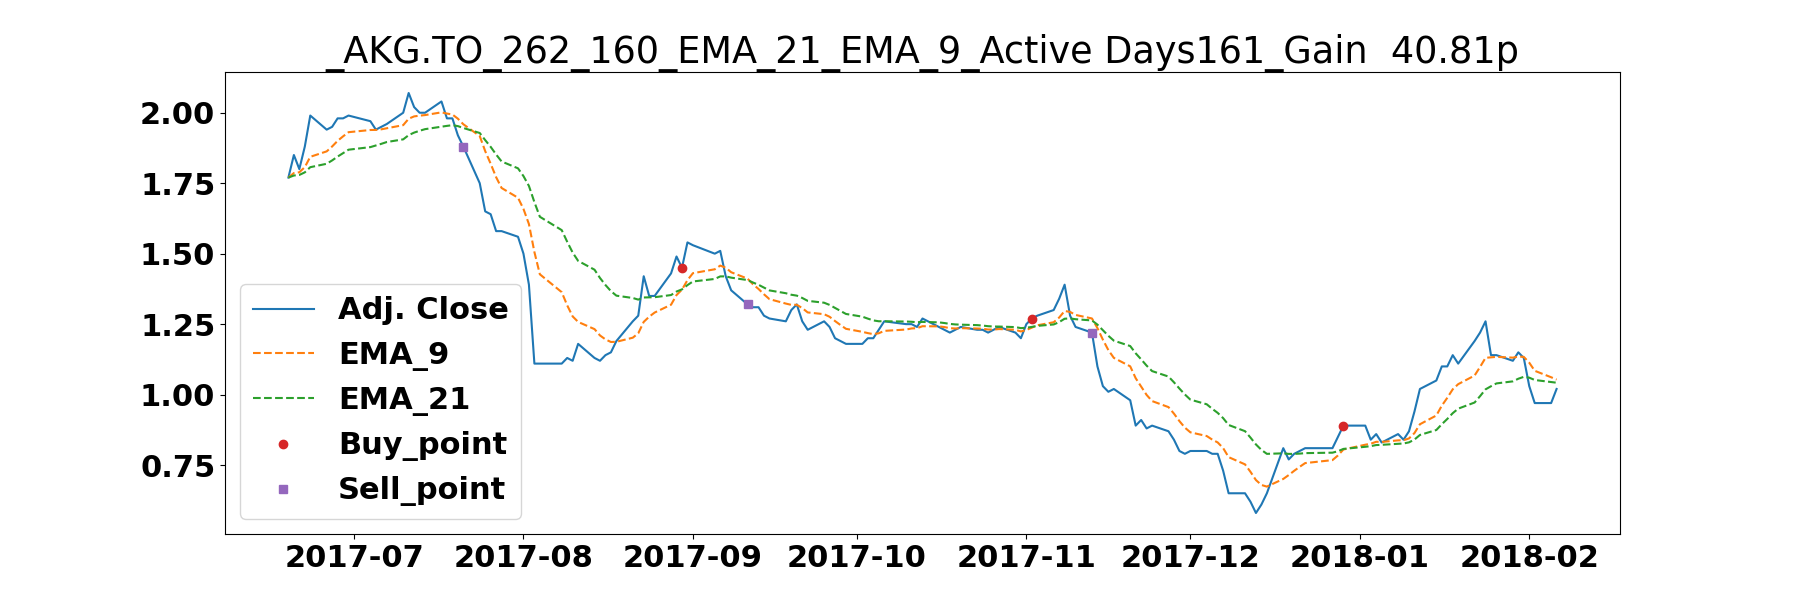 _AKG.TO_262_160_EMA_21_EMA_9_Active Days161_Gain  40.81p
2.00
1.75
1.50
1.25
1.00
0.75
Adj. Close
EMA_9
EMA_21
Buy_point
Sell_point
2017-07 2017-08 2017-09 2017-10 2017-11 2017-12 2018-01 2018-02